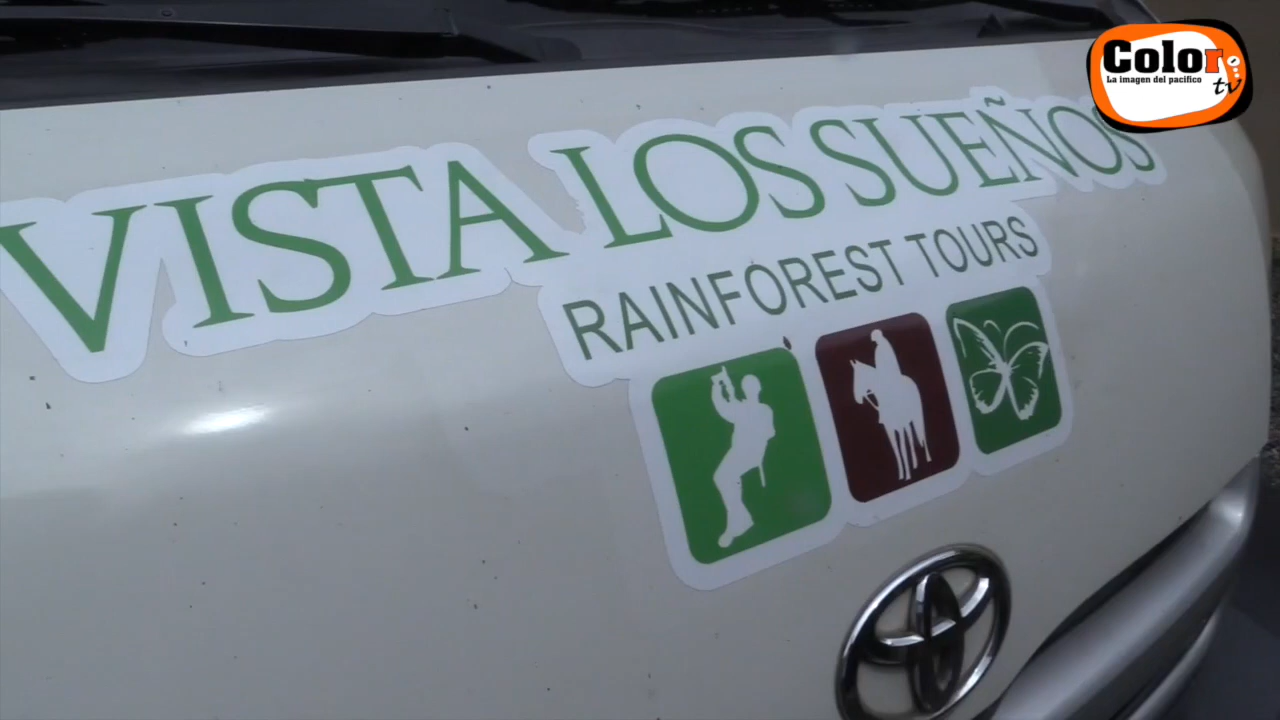 Color
La imagen del pacifico
tv
VISTA LOS SUEÑOS
RAINFOREST TOURS